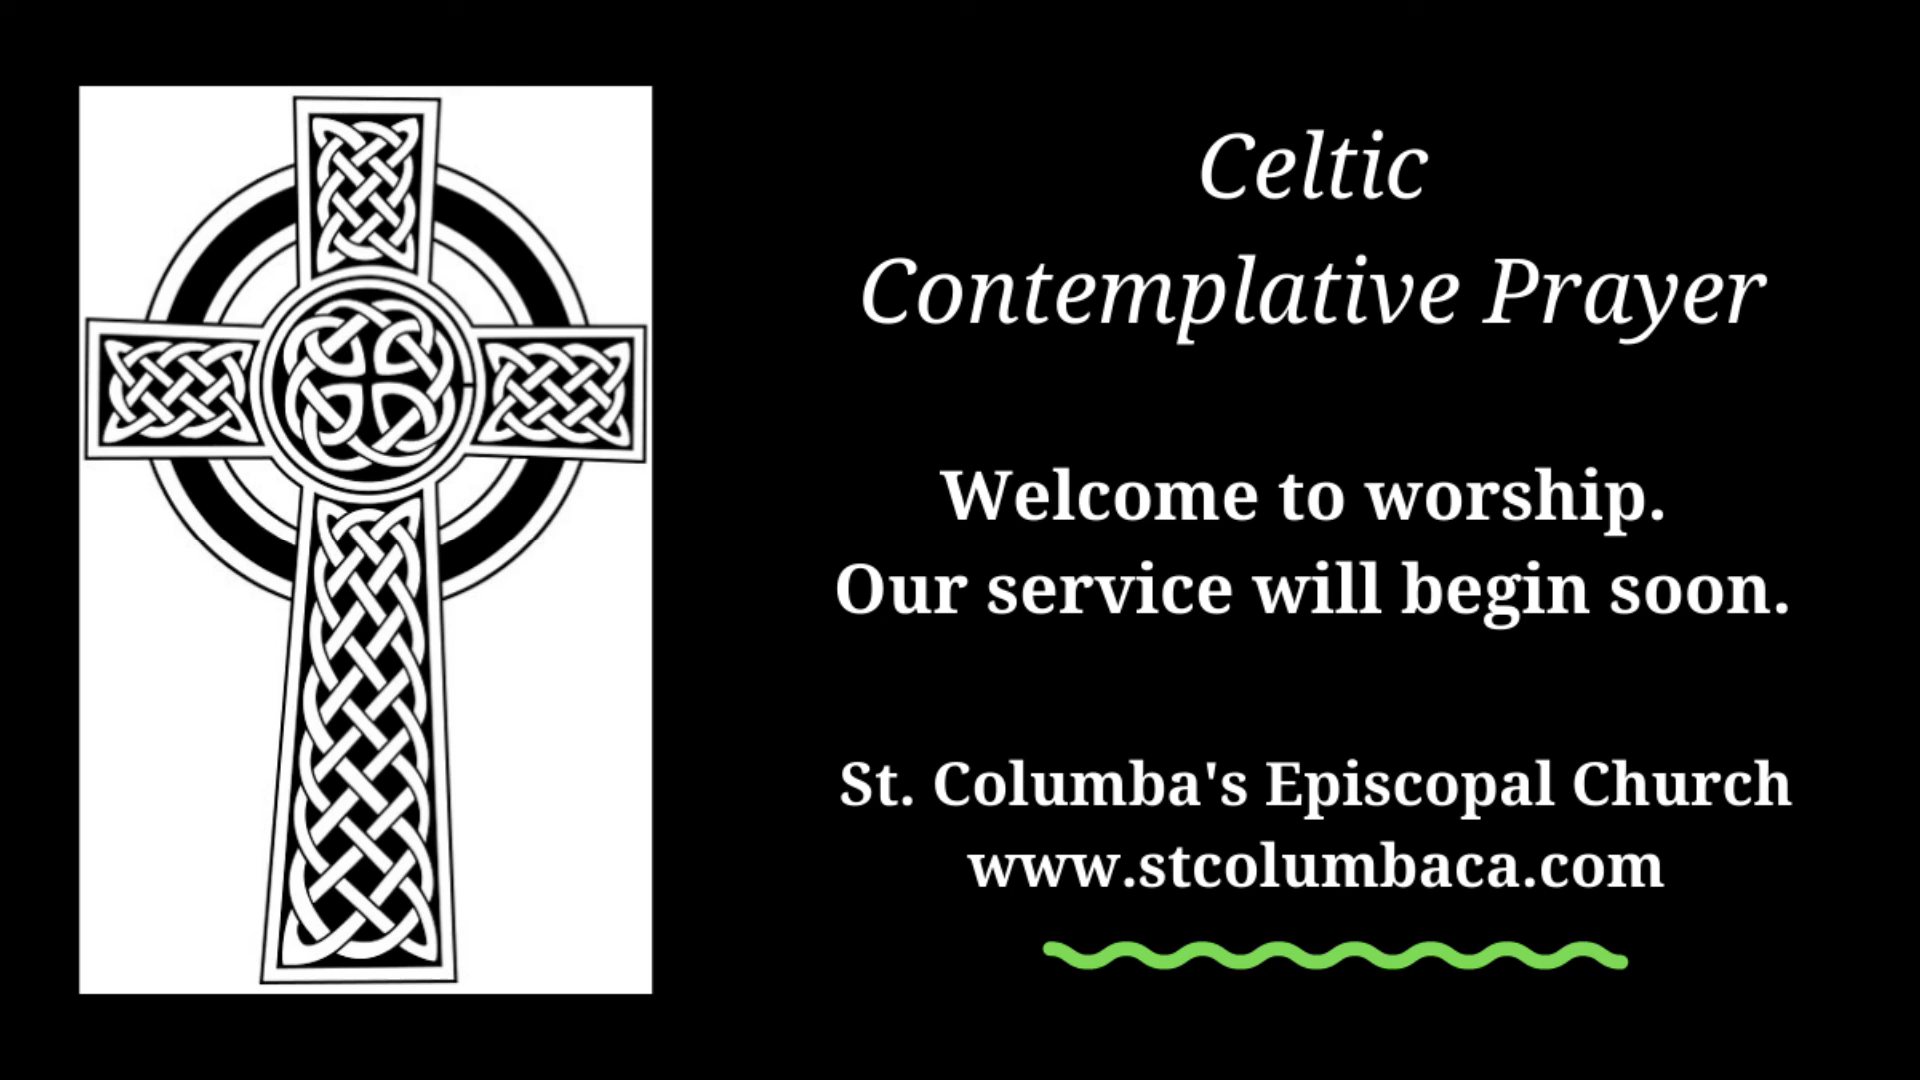 Celtic
Contemplative Prayer
Welcome to worship.
Our service will begin soon.
St. Columba's Episcopal Church
www.stcolumbaca.com